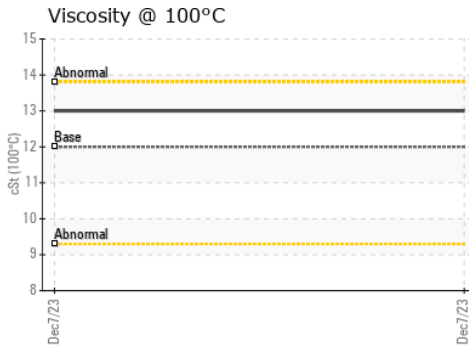 Viscosity @ 100°C
cSt (100°C)
15
14
13
12
11
10
9
8
Abnormal
Base
Abnormal
Dec7/23
Dec7/23